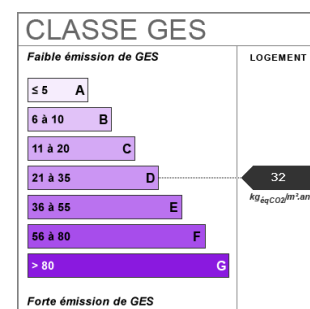 CLASSE GES
Faible émission de GES
LOGEMENT
≤ 5 A
6 à 10 B
11 à 20 C
21 à 35 D
32
kgéqCO2/m².an
36 à 55 E
56 à 80 F
> 80 G
Forte émission de GES